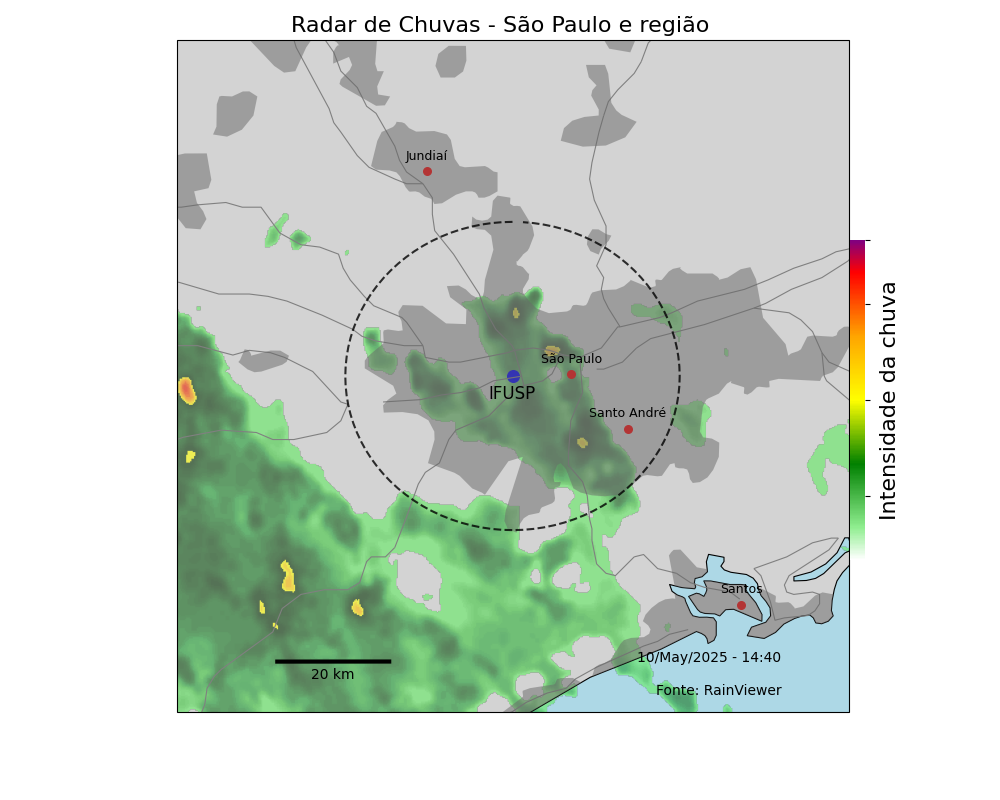 Radar de Chuvas - São Paulo e região
Jundiaí
São Paulo
IFUSP
Santo André
Intensidade da chuva
Santos
10/May/2025 - 14:40
20 km
Fonte: RainViewer